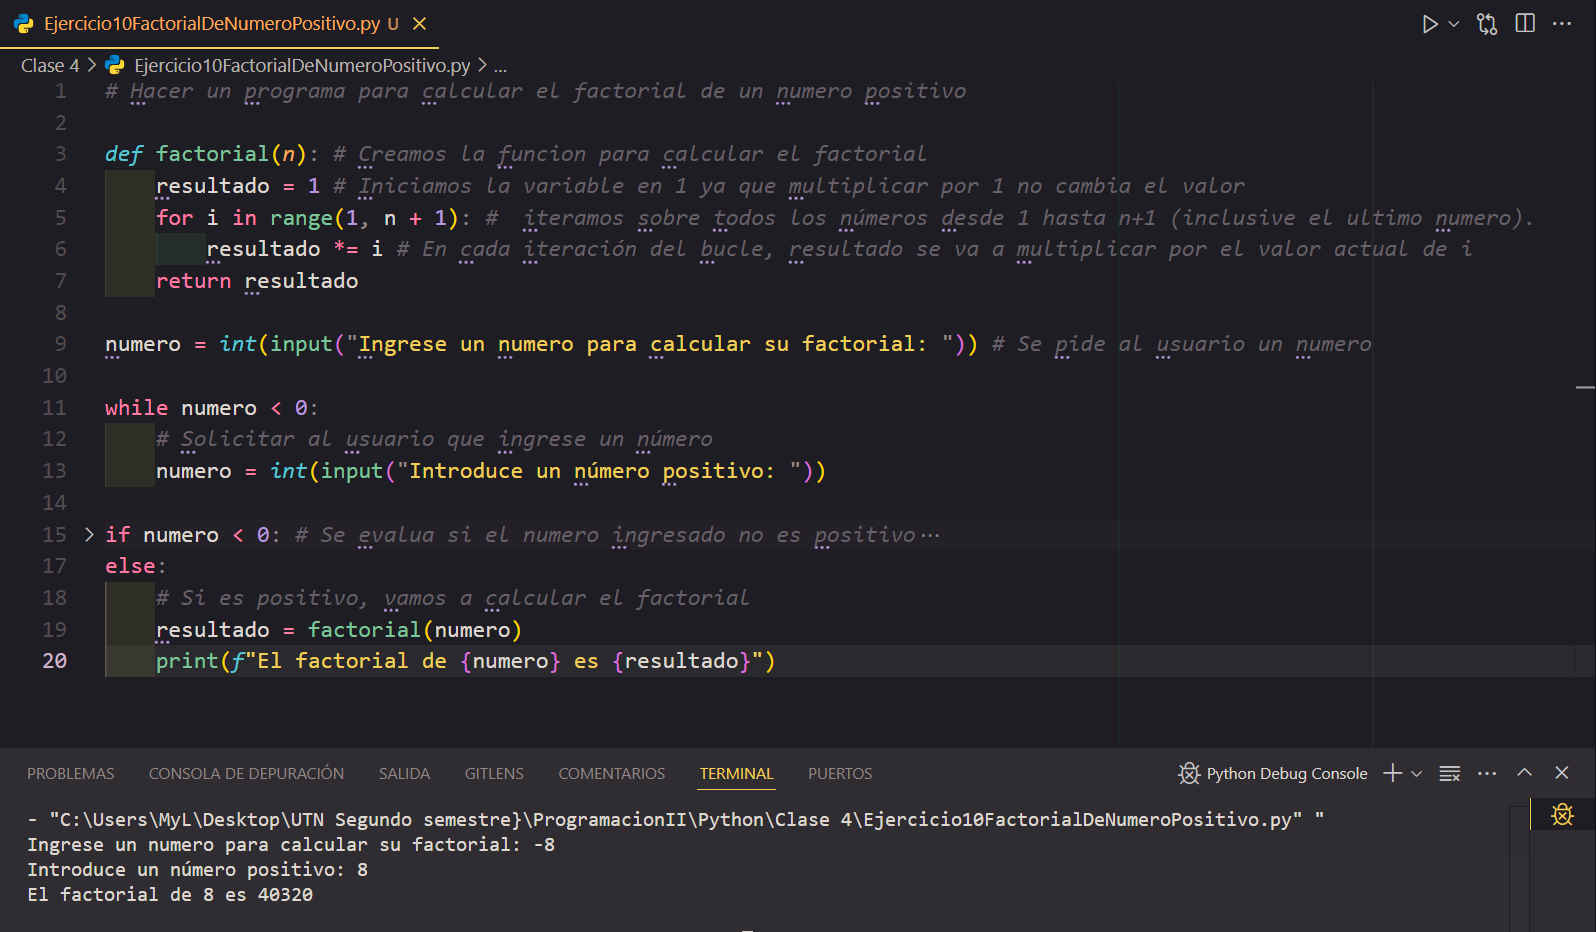 Ejercicio10FactorialDeNumeroPositivo.py U
Clase 4 > Ejercicio10FactorialDeNumeroPositivo.py > ...
1 # Hacer un programa para calcular el factorial de un numero positivo
2
3 def factorial(n): # Creamos la funcion para calcular el factorial
4 resultado = 1 # Iniciamos la variable en 1 ya que multiplicar por 1 no cambia el valor
5 for i in range(1, n + 1): #  iteramos sobre todos los números desde 1 hasta n+1 (inclusive el ultimo numero).
6 resultado *= i # En cada iteración del bucle, resultado se va a multiplicar por el valor actual de i
7 return resultado
8
9 numero = int(input("Ingrese un numero para calcular su factorial: ")) # Se pide al usuario un numero
10
11 while numero < 0:
12 # Solicitar al usuario que ingrese un número
13 numero = int(input("Introduce un número positivo: "))
14
15 > if numero < 0: # Se evalua si el numero ingresado no es positivo ···
17 else:
18 # Si es positivo, vamos a calcular el factorial
19 resultado = factorial(numero)
20 print(f"El factorial de {numero} es {resultado}")
PROBLEMAS CONSOLA DE DEPURACIÓN SALIDA GITLENS COMENTARIOS TERMINAL PUERTOS Python Debug Console
- "C:\Users\MyL\Desktop\UTN Segundo semestre}\ProgramacionII\Python\Clase 4\Ejercicio10FactorialDeNumeroPositivo.py" "
Ingrese un numero para calcular su factorial: -8
Introduce un número positivo: 8
El factorial de 8 es 40320